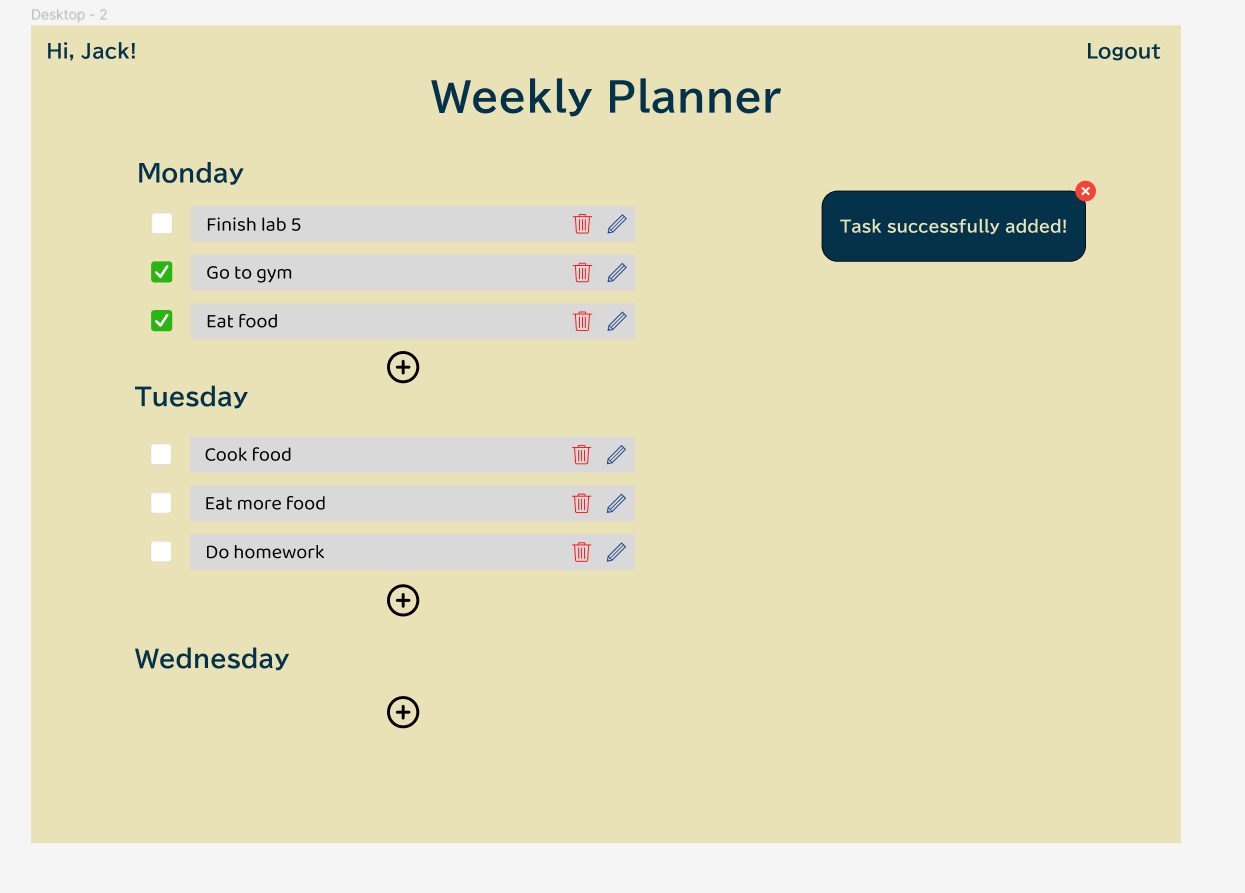 Desktop - 2
Hi, Jack!
Logout
Weekly Planner
Monday
Finish lab 5
Go to gym
Eat food
Task successfully added!
Tuesday
Cook food
Eat more food
Do homework
Wednesday